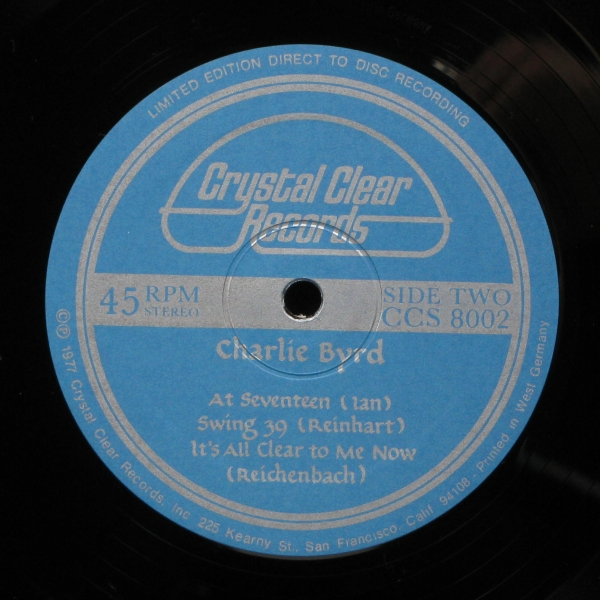 LIMITED EDITION DIRECT TO DISC RECORDING
Crystal Clear
Records
45 RPM
STEREO
SIDE TWO
CCS 8002
Charlie Byrd
At Seventeen (Ian)
Swing 39 (Reinhart)
It's All Clear to Me Now
(Reichenbach)
©℗ 1977 Crystal Clear Records, Inc 225 Kearny St., San Francisco, Calif 94108 - Printed in West Germany